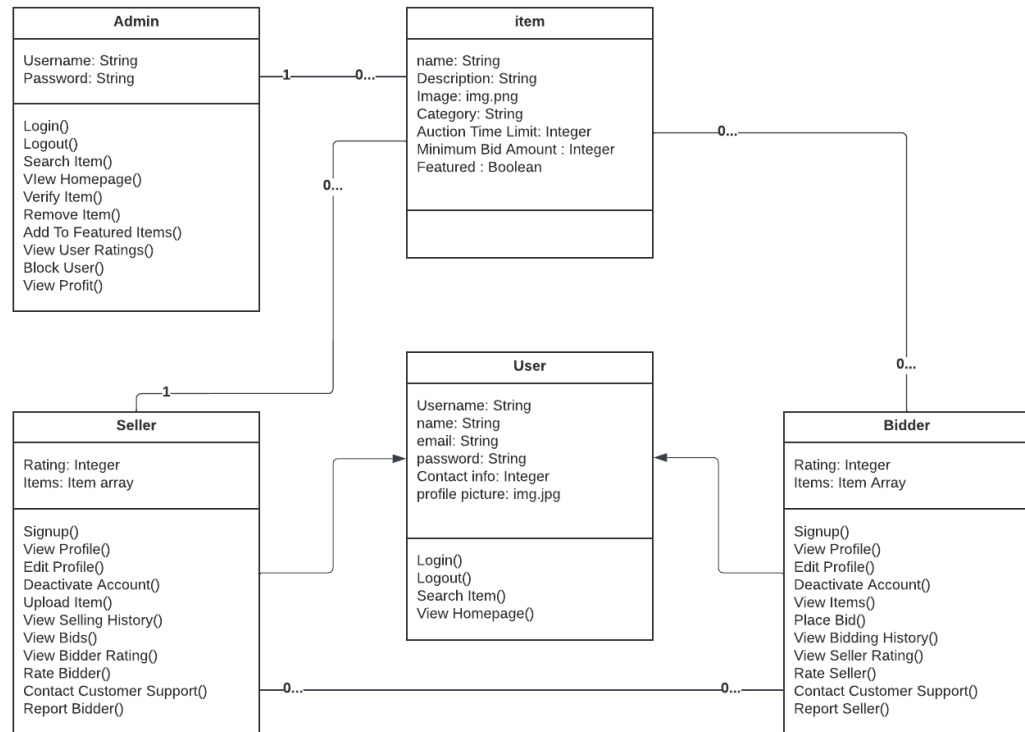 Admin
Username: String
Password: String
Login()
Logout()
Search Item()
VIew Homepage()
Verify Item()
Remove Item()
Add To Featured Items()
View User Ratings()
Block User()
View Profit()
1
0...
item
name: String
Description: String
Image: img.png
Category: String
Auction Time Limit: Integer
Minimum Bid Amount : Integer
Featured : Boolean
0...
0...
0...
1
User
Username: String
name: String
email: String
password: String
Contact info: Integer
profile picture: img.jpg
Login()
Logout()
Search Item()
View Homepage()
Seller
Rating: Integer
Items: Item array
Signup()
View Profile()
Edit Profile()
Deactivate Account()
Upload Item()
View Selling History()
View Bids()
View Bidder Rating()
Rate Bidder()
Contact Customer Support()
Report Bidder()
0...
0...
Bidder
Rating: Integer
Items: Item Array
Signup()
View Profile()
Edit Profile()
Deactivate Account()
View Items()
Place Bid()
View Bidding History()
View Seller Rating()
Rate Seller()
Contact Customer Support()
Report Seller()